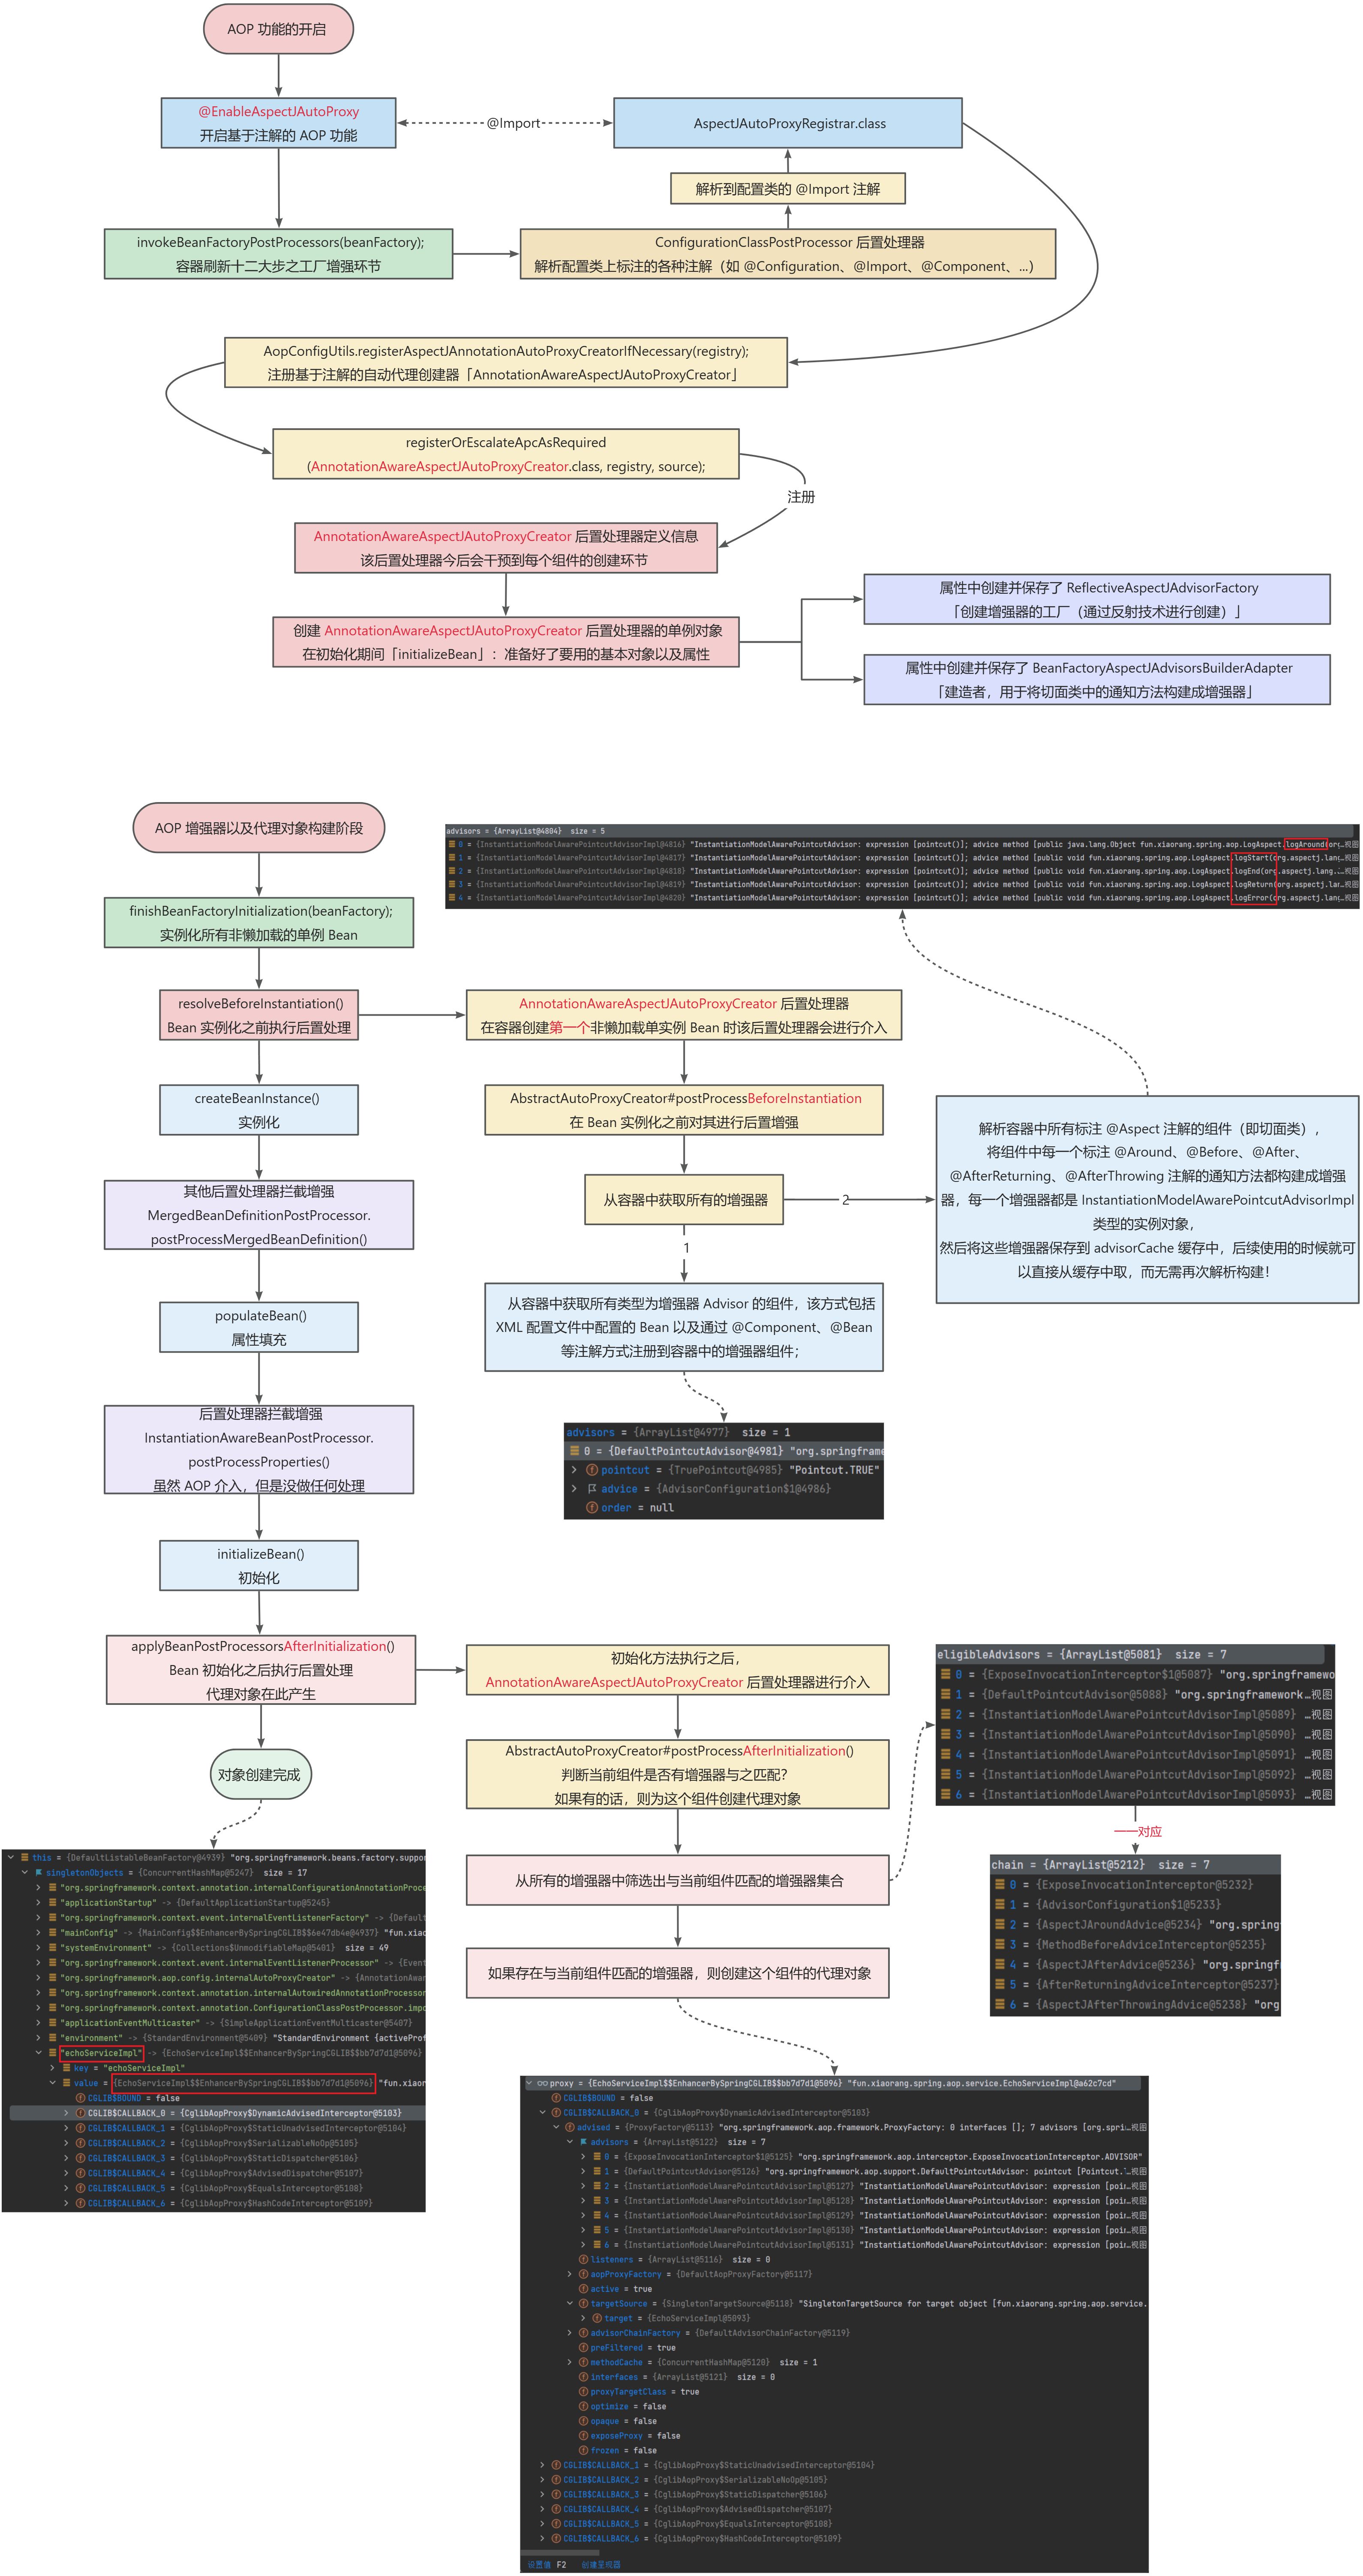 AOP 功能的开启
@EnableAspectJAutoProxy
开启基于注解的 AOP 功能
@Import
AspectJAutoProxyRegistrar.class
解析到配置类的 @Import 注解
invokeBeanFactoryPostProcessors(beanFactory);
容器刷新十二大步之工厂增强环节
ConfigurationClassPostProcessor 后置处理器
解析配置类上标注的各种注解（如 @Configuration、@Import、@Component、...）
AopConfigUtils.registerAspectJAnnotationAutoProxyCreatorIfNecessary(registry);
注册基于注解的自动代理创建器「AnnotationAwareAspectJAutoProxyCreator」
registerOrEscalateApcAsRequired
(AnnotationAwareAspectJAutoProxyCreator.class, registry, source);
注册
AnnotationAwareAspectJAutoProxyCreator 后置处理器定义信息
该后置处理器今后会干预到每个组件的创建环节
创建 AnnotationAwareAspectJAutoProxyCreator 后置处理器的单例对象
在初始化期间「initializeBean」：准备好了要用的基本对象以及属性
属性中创建并保存了 ReflectiveAspectJAdvisorFactory
「创建增强器的工厂（通过反射技术进行创建）」
属性中创建并保存了 BeanFactoryAspectJAdvisorsBuilderAdapter
「建造者，用于将切面类中的通知方法构建成增强器」
AOP 增强器以及代理对象构建阶段
finishBeanFactoryInitialization(beanFactory);
实例化所有非懒加载的单例 Bean
resolveBeforeInstantiation()
Bean 实例化之前执行后置处理
createBeanInstance()
实例化
其他后置处理器拦截增强
MergedBeanDefinitionPostProcessor.
postProcessMergedBeanDefinition()
populateBean()
属性填充
后置处理器拦截增强
InstantiationAwareBeanPostProcessor.
postProcessProperties()
虽然 AOP 介入，但是没做任何处理
initializeBean()
初始化
applyBeanPostProcessorsAfterInitialization()
Bean 初始化之后执行后置处理
代理对象在此产生
对象创建完成
advisors = {ArrayList@4804} size = 5
0 = {InstantiationModelAwarePointcutAdvisorImpl@4816} "InstantiationModelAwarePointcutAdvisor: expression [pointcut()]; advice method [public java.lang.Object fun.xiaorang.spring.aop.LogAspect.logAround(org...视图
1 = {InstantiationModelAwarePointcutAdvisorImpl@4817} "InstantiationModelAwarePointcutAdvisor: expression [pointcut()]; advice method [public void fun.xiaorang.spring.aop.LogAspect.logStart(org.aspectj.lang...视图
2 = {InstantiationModelAwarePointcutAdvisorImpl@4818} "InstantiationModelAwarePointcutAdvisor: expression [pointcut()]; advice method [public void fun.xiaorang.spring.aop.LogAspect.logEnd(org.aspectj.lang....视图
3 = {InstantiationModelAwarePointcutAdvisorImpl@4819} "InstantiationModelAwarePointcutAdvisor: expression [pointcut()]; advice method [public void fun.xiaorang.spring.aop.LogAspect.logReturn(org.aspectj.lar...视图
4 = {InstantiationModelAwarePointcutAdvisorImpl@4820} "InstantiationModelAwarePointcutAdvisor: expression [pointcut()]; advice method [public void fun.xiaorang.spring.aop.LogAspect.logError(org.aspectj.lang...视图
AnnotationAwareAspectJAutoProxyCreator 后置处理器
在容器创建第一个非懒加载单实例 Bean 时该后置处理器会进行介入
AbstractAutoProxyCreator#postProcessBeforeInstantiation
在 Bean 实例化之前对其进行后置增强
从容器中获取所有的增强器
2
1
解析容器中所有标注 @Aspect 注解的组件（即切面类），
将组件中每一个标注 @Around、@Before、@After、
@AfterReturning、@AfterThrowing 注解的通知方法都构建成增强
器，每一个增强器都是 InstantiationModelAwarePointcutAdvisorImpl
类型的实例对象，
然后将这些增强器保存到 advisorCache 缓存中，后续使用的时候就可
以直接从缓存中取，而无需再次解析构建！
从容器中获取所有类型为增强器 Advisor 的组件，该方式包括
XML 配置文件中配置的 Bean 以及通过 @Component、@Bean
等注解方式注册到容器中的增强器组件；
advisors = {ArrayList@4977} size = 1
0 = {DefaultPointcutAdvisor@4981} "org.springframe
pointcut = {TruePointcut@4985} "Pointcut.TRUE"
advice = {AdvisorConfiguration$1@4986}
order = null
初始化方法执行之后，
AnnotationAwareAspectJAutoProxyCreator 后置处理器进行介入
AbstractAutoProxyCreator#postProcessAfterInitialization()
判断当前组件是否有增强器与之匹配？
如果有的话，则为这个组件创建代理对象
从所有的增强器中筛选出与当前组件匹配的增强器集合
如果存在与当前组件匹配的增强器，则创建这个组件的代理对象
eligibleAdvisors = {ArrayList@5081} size = 7
0 = {ExposeInvocationInterceptor$1@5087} "org.springframewo
1 = {DefaultPointcutAdvisor@5088} "org.springframework...视图
2 = {InstantiationModelAwarePointcutAdvisorImpl@5089} ...视图
3 = {InstantiationModelAwarePointcutAdvisorImpl@5090} ...视图
4 = {InstantiationModelAwarePointcutAdvisorImpl@5091} ...视图
5 = {InstantiationModelAwarePointcutAdvisorImpl@5092} ...视图
6 = {InstantiationModelAwarePointcutAdvisorImpl@5093} ...视图
一一对应
chain = {ArrayList@5212} size = 7
0 = {ExposeInvocationInterceptor@5232}
1 = {AdvisorConfiguration$1@5233}
2 = {AspectJAroundAdvice@5234} "org.spring
3 = {MethodBeforeAdviceInterceptor@5235}
4 = {AspectJAfterAdvice@5236} "org.springf
5 = {AfterReturningAdviceInterceptor@5237}
6 = {AspectJAfterThrowingAdvice@5238} "org
this = {DefaultListableBeanFactory@4939} "org.springframework.beans.factory.suppo
singletonObjects = {ConcurrentHashMap@5247} size = 17
"org.springframework.context.annotation.internalConfigurationAnnotationProce
"applicationStartup" -> {DefaultApplicationStartup@5245}
"org.springframework.context.event.internalEventListenerFactory" -> {Defaul
"mainConfig" -> {MainConfig$$EnhancerBySpringCGLIB$$6e47db4e@4937} "fun.xiao
"systemEnvironment" -> {Collections$UnmodifiableMap@5401} size = 49
"org.springframework.context.event.internalEventListenerProcessor" -> {Event
"org.springframework.aop.config.internalAutoProxyCreator" -> {AnnotationAwar
"org.springframework.context.annotation.internalAutowiredAnnotationProcessor
"org.springframework.context.annotation.ConfigurationClassPostProcessor.impo
"applicationEventMulticaster" -> {SimpleApplicationEventMulticaster@5407}
"environment" -> {StandardEnvironment@5409} "StandardEnvironment {activeProf
"echoServiceImpl" -> {EchoServiceImpl$$EnhancerBySpringCGLIB$$bb7d7d1@5096}
key = "echoServiceImpl"
value = {EchoServiceImpl$$EnhancerBySpringCGLIB$$bb7d7d1@5096} "fun.xiaor
CGLIB$BOUND = false
CGLIB$CALLBACK_0 = {CglibAopProxy$DynamicAdvisedInterceptor@5103}
CGLIB$CALLBACK_1 = {CglibAopProxy$StaticUnadvisedInterceptor@5104}
CGLIB$CALLBACK_2 = {CglibAopProxy$SerializableNoOp@5105}
CGLIB$CALLBACK_3 = {CglibAopProxy$StaticDispatcher@5106}
CGLIB$CALLBACK_4 = {CglibAopProxy$AdvisedDispatcher@5107}
CGLIB$CALLBACK_5 = {CglibAopProxy$EqualsInterceptor@5108}
CGLIB$CALLBACK_6 = {CglibAopProxy$HashCodeInterceptor@5109}
proxy = {EchoServiceImpl$$EnhancerBySpringCGLIB$$bb7d7d1@5096} "fun.xiaorang.spring.aop.service.EchoServiceImpl@a62c7cd"
CGLIB$BOUND = false
CGLIB$CALLBACK_0 = {CglibAopProxy$DynamicAdvisedInterceptor@5103}
advised = {ProxyFactory@5113} "org.springframework.aop.framework.ProxyFactory: 0 interfaces []; 7 advisors [org.spri...视图
advisors = {ArrayList@5122} size = 7
0 = {ExposeInvocationInterceptor$1@5125} "org.springframework.aop.interceptor.ExposeInvocationInterceptor.ADVISOR"
1 = {DefaultPointcutAdvisor@5126} "org.springframework.aop.support.DefaultPointcutAdvisor: pointcut [Pointcut.T...视图
2 = {InstantiationModelAwarePointcutAdvisorImpl@5127} "InstantiationModelAwarePointcutAdvisor: expression [poin...视图
3 = {InstantiationModelAwarePointcutAdvisorImpl@5128} "InstantiationModelAwarePointcutAdvisor: expression [poin...视图
4 = {InstantiationModelAwarePointcutAdvisorImpl@5129} "InstantiationModelAwarePointcutAdvisor: expression [poin...视图
5 = {InstantiationModelAwarePointcutAdvisorImpl@5130} "InstantiationModelAwarePointcutAdvisor: expression [poin...视图
6 = {InstantiationModelAwarePointcutAdvisorImpl@5131} "InstantiationModelAwarePointcutAdvisor: expression [poin...视图
listeners = {ArrayList@5116} size = 0
aopProxyFactory = {DefaultAopProxyFactory@5117}
active = true
targetSource = {SingletonTargetSource@5118} "SingletonTargetSource for target object [fun.xiaorang.spring.aop.service.
target = {EchoServiceImpl@5093}
advisorChainFactory = {DefaultAdvisorChainFactory@5119}
preFiltered = true
methodCache = {ConcurrentHashMap@5120} size = 1
interfaces = {ArrayList@5121} size = 0
proxyTargetClass = true
optimize = false
opaque = false
exposeProxy = false
frozen = false
CGLIB$CALLBACK_1 = {CglibAopProxy$StaticUnadvisedInterceptor@5104}
CGLIB$CALLBACK_2 = {CglibAopProxy$SerializableNoOp@5105}
CGLIB$CALLBACK_3 = {CglibAopProxy$StaticDispatcher@5106}
CGLIB$CALLBACK_4 = {CglibAopProxy$AdvisedDispatcher@5107}
CGLIB$CALLBACK_5 = {CglibAopProxy$EqualsInterceptor@5108}
CGLIB$CALLBACK_6 = {CglibAopProxy$HashCodeInterceptor@5109}
设置值 F2 创建呈现器